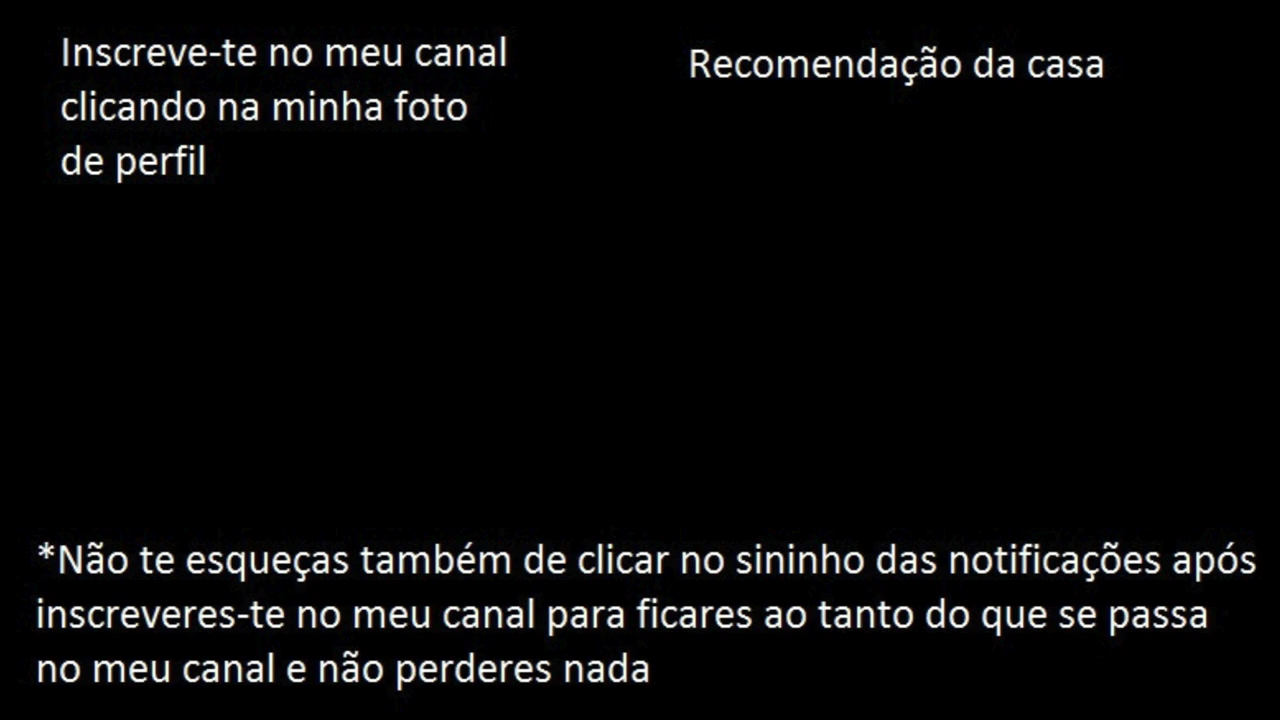 Inscreve-te no meu canal
clicando na minha foto
de perfil
Recomendação da casa
*Não te esqueças também de clicar no sininho das notificações após
inscreveres-te no meu canal para ficares ao tanto do que se passa
no meu canal e não perderes nada